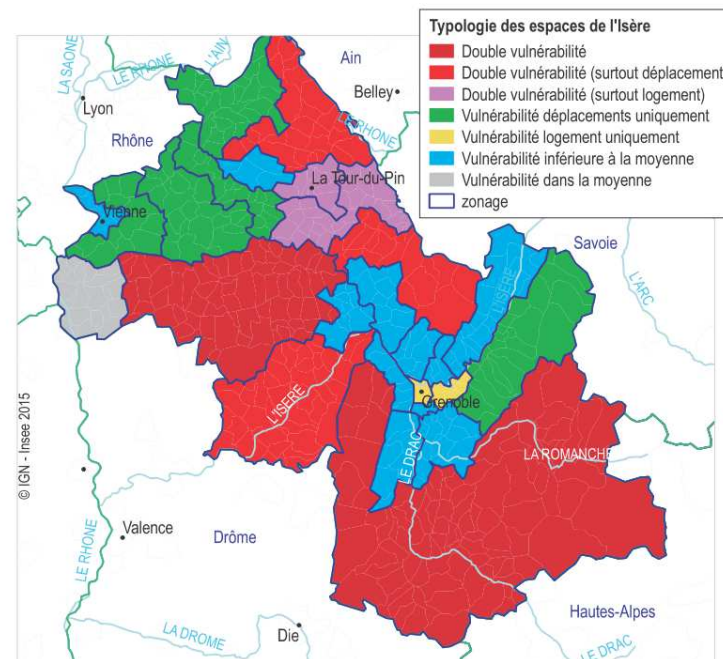 Typologie des espaces de l'Isère
Double vulnérabilité
Double vulnérabilité (surtout déplacement)
Double vulnérabilité (surtout logement)
Vulnérabilité déplacements uniquement
Vulnérabilité logement uniquement
Vulnérabilité inférieure à la moyenne
Vulnérabilité dans la moyenne
zonage
LA SAONE
LE RHONE
L'AIN
Ain
Belley
Lyon
Rhône
LE RHONE
La Tour-du-Pin
Vienne
Savoie
L'ISERE
L'ARC
Grenoble
L'ISERE
LE DRAC
LA ROMANCHE
© IGN - Insee 2015
Valence
Drôme
LE RHONE
Hautes-Alpes
LA DROME
Die
LE DRAC